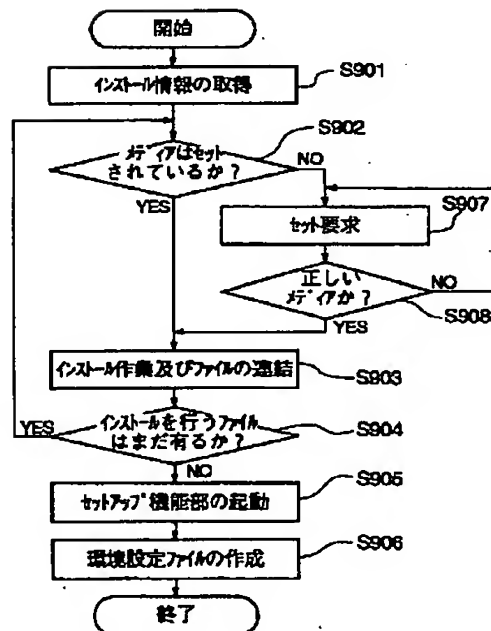 開始
インストール情報の取得
S901
メディアはセット
されているか?
S902
NO
YES
セット要求
S907
正しい
メディアか?
NO
S908
YES
インストール作業及びファイルの連結
S903
インストールを行うファイル
はまだ有るか?
YES
S904
NO
セットアップ機能部の起動
S905
環境設定ファイルの作成
S906
終了